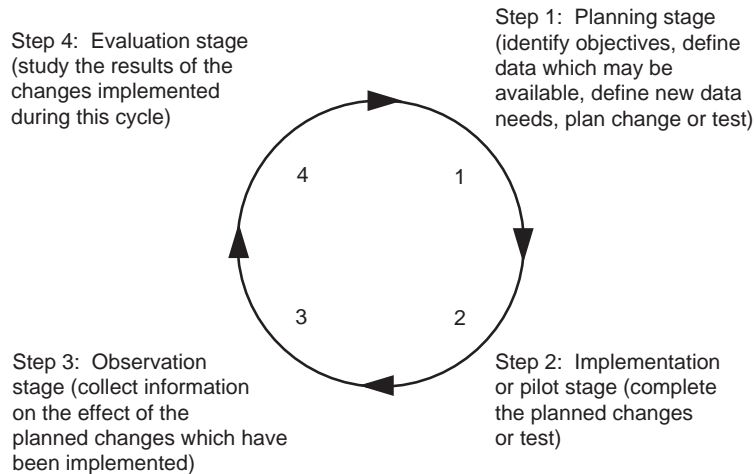 Step 1:  Planning stage
(identify objectives, define
data which may be
available, define new data
needs, plan change or test)
Step 4:  Evaluation stage
(study the results of the
changes implemented
during this cycle)
4
1
3
2
Step 3:  Observation
stage (collect information
on the effect of the
planned changes which have
been implemented)
Step 2:  Implementation
or pilot stage (complete
the planned changes
or test)